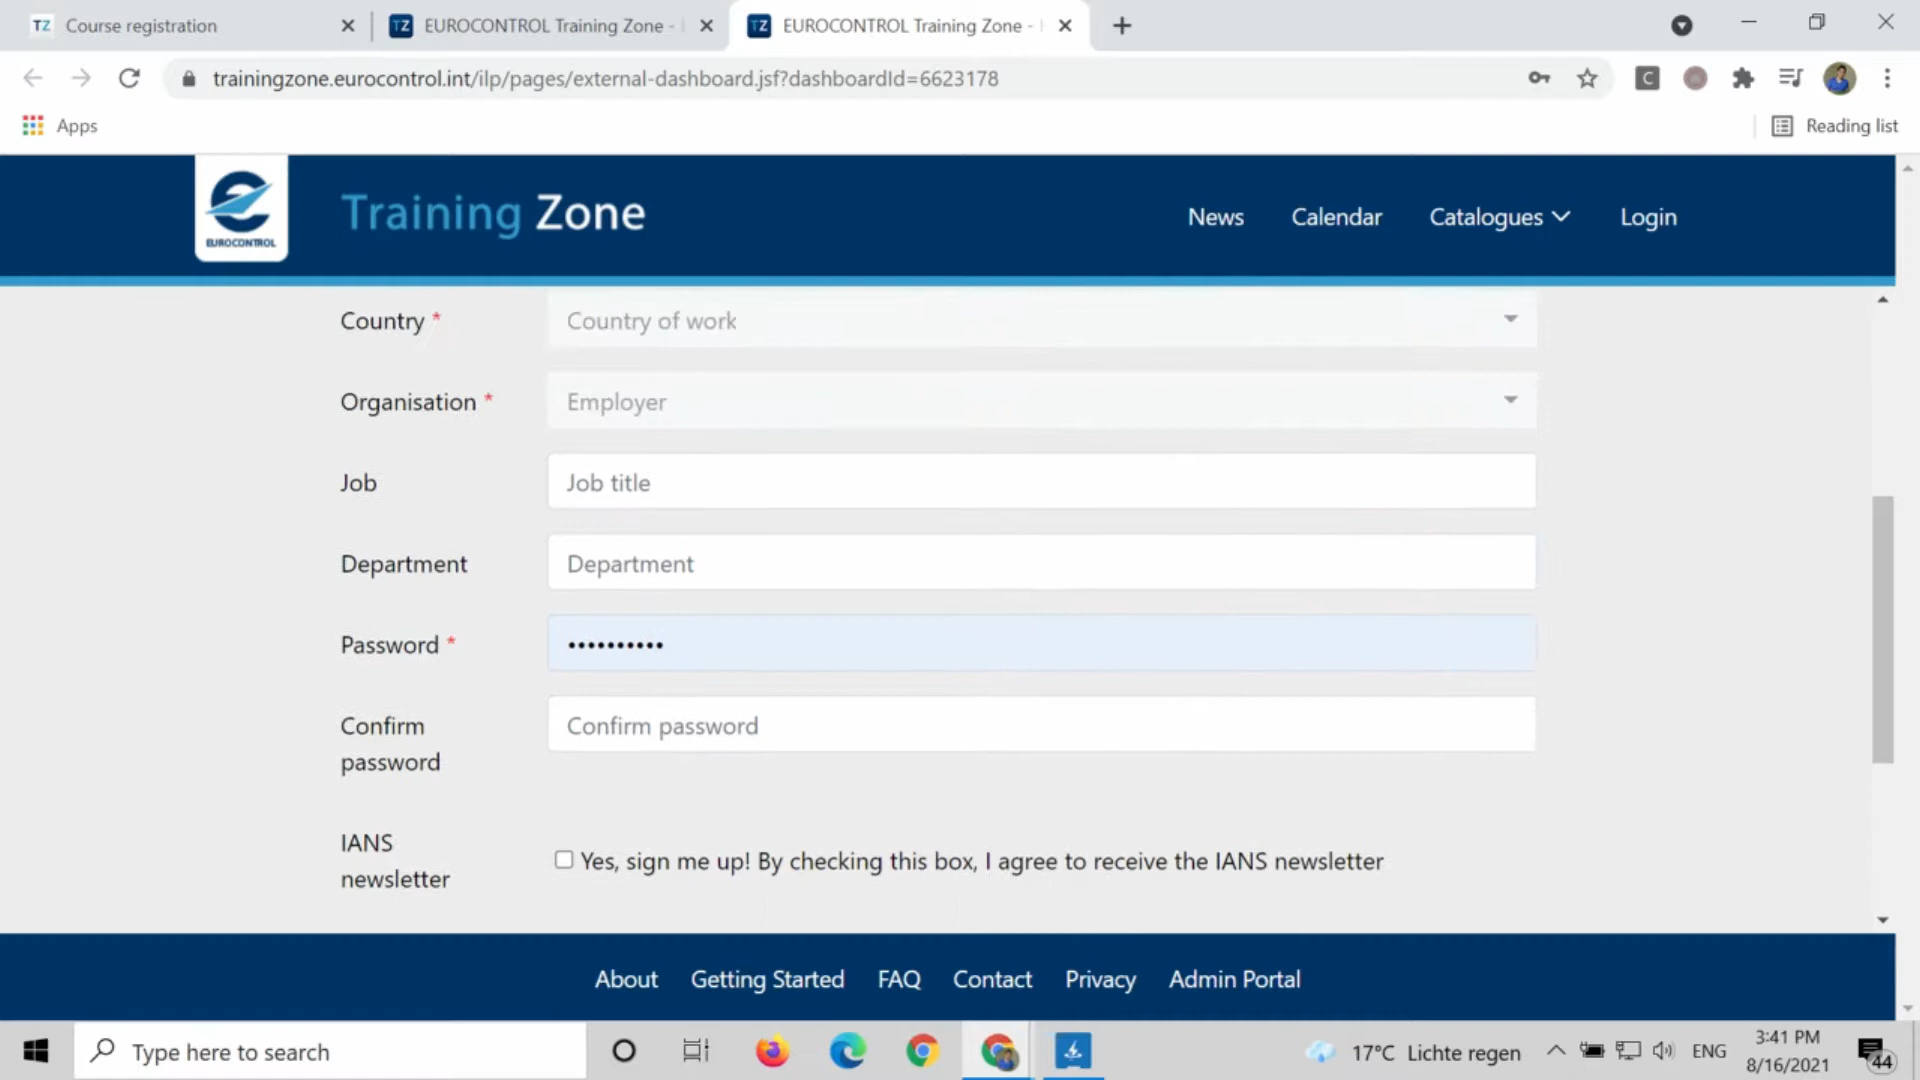 TZ Course registration
TZ EUROCONTROL Training Zone -
TZ EUROCONTROL Training Zone -
trainingzone.eurocontrol.int/ilp/pages/external-dashboard.jsf?dashboardId=6623178
C
Apps
Reading list
EUROCONTROL
Training Zone
News
Calendar
Catalogues
Login
Country *
Country of work
Organisation *
Employer
Job
Job title
Department
Department
Password *
••••••••••
Confirm
password
Confirm password
IANS
newsletter
Yes, sign me up! By checking this box, I agree to receive the IANS newsletter
About
Getting Started
FAQ
Contact
Privacy
Admin Portal
Type here to search
17°C Lichte regen
ENG
3:41 PM
8/16/2021
44